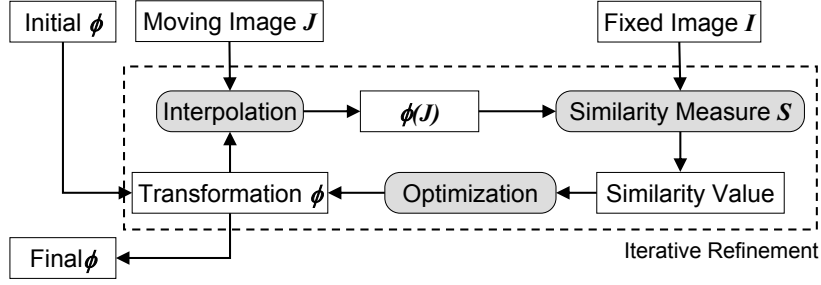 Initial ϕ
Moving Image J
Fixed Image I
Interpolation
ϕ(J)
Similarity Measure S
Transformation ϕ
Optimization
Similarity Value
Final ϕ
Iterative Refinement